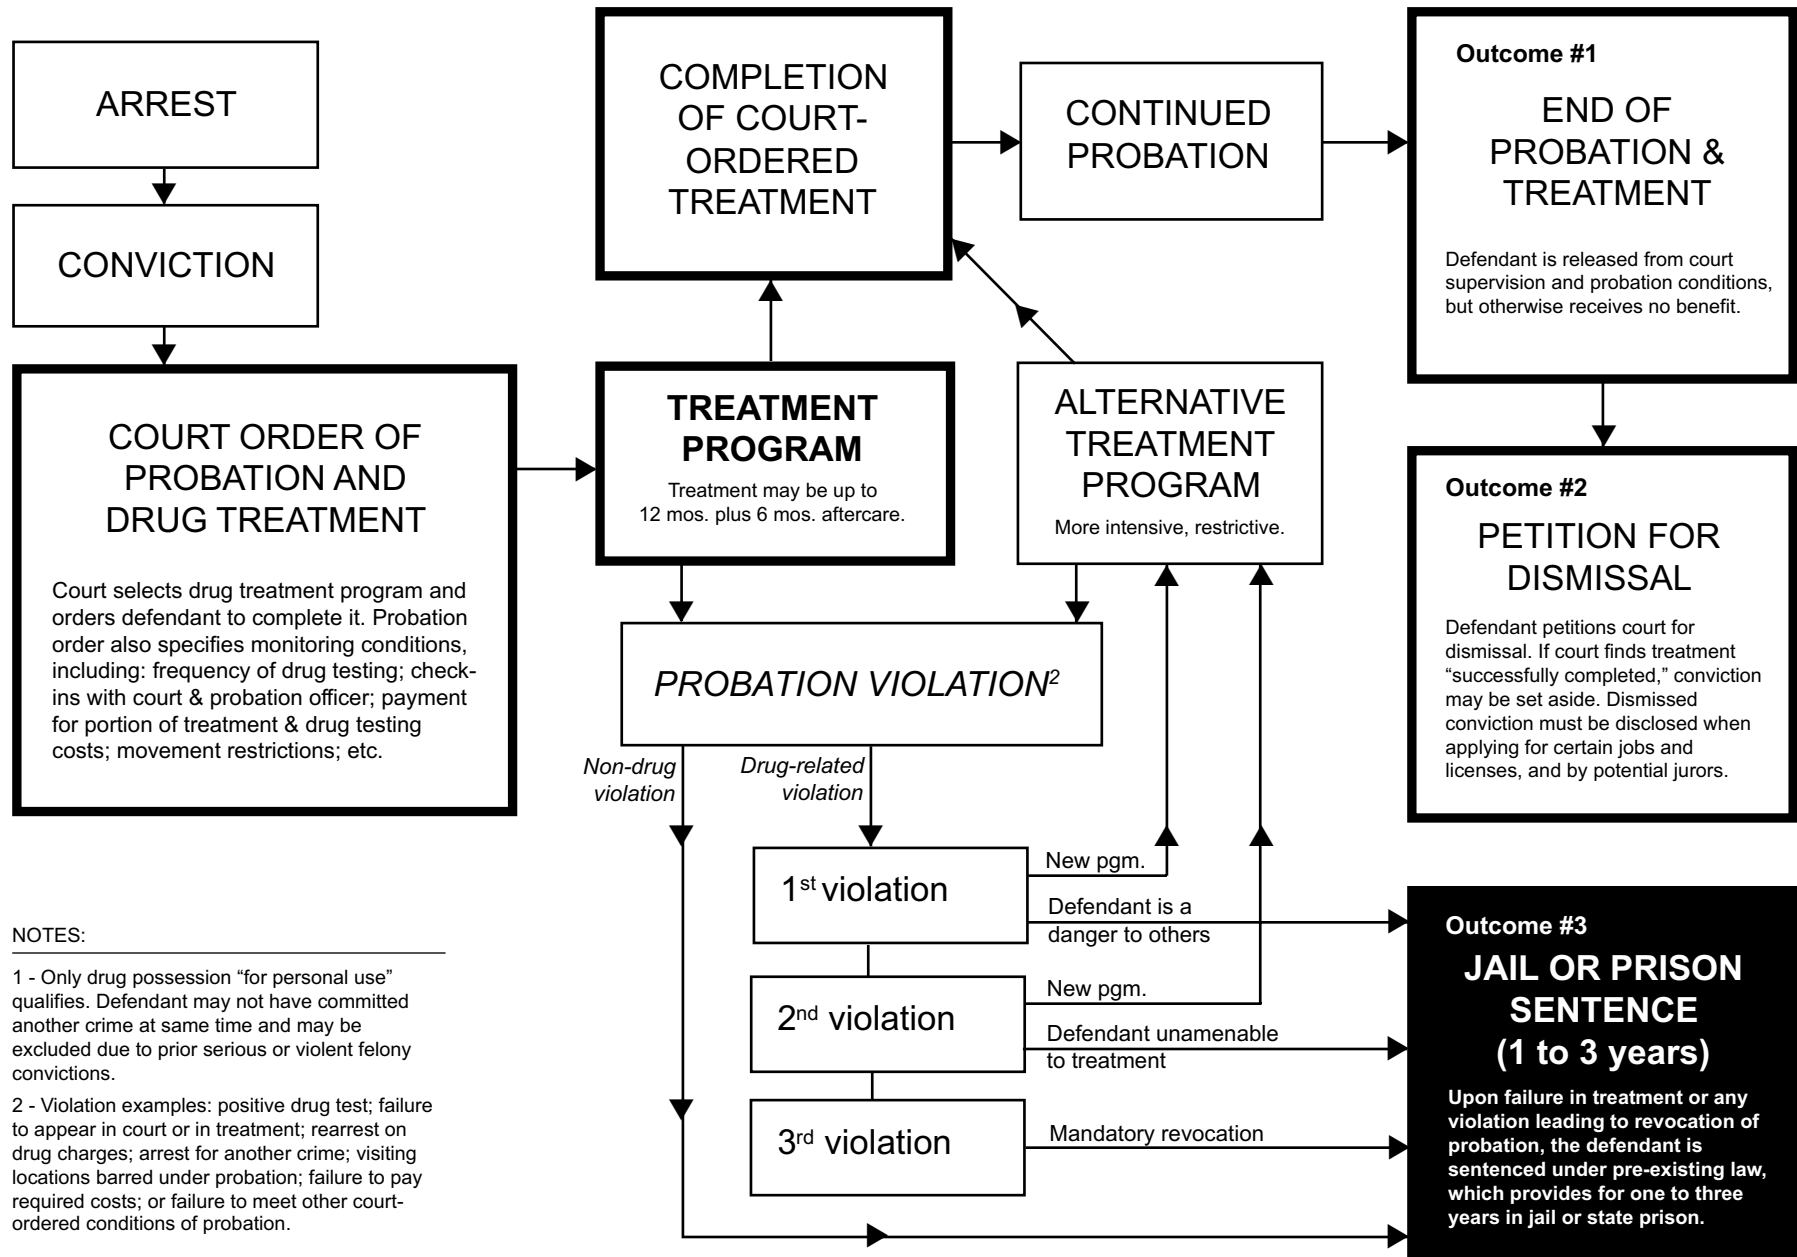 ARREST
CONVICTION
COURT ORDER OF
PROBATION AND
DRUG TREATMENT
Court selects drug treatment program and
orders defendant to complete it. Probation
order also specifies monitoring conditions,
including: frequency of drug testing; check-
ins with court & probation officer; payment
for portion of treatment & drug testing
costs; movement restrictions; etc.
NOTES:
1 - Only drug possession “for personal use”
qualifies. Defendant may not have committed
another crime at same time and may be
excluded due to prior serious or violent felony
convictions.
2 - Violation examples: positive drug test; failure
to appear in court or in treatment; rearrest on
drug charges; arrest for another crime; visiting
locations barred under probation; failure to pay
required costs; or failure to meet other court-
ordered conditions of probation.
COMPLETION
OF COURT-
ORDERED
TREATMENT
TREATMENT
PROGRAM
Treatment may be up to
12 mos. plus 6 mos. aftercare.
CONTINUED
PROBATION
ALTERNATIVE
TREATMENT
PROGRAM
More intensive, restrictive.
PROBATION VIOLATION2
Non-drug
violation
Drug-related
violation
1st violation
New pgm.
Defendant is a
danger to others
2nd violation
New pgm.
Defendant unamenable
to treatment
3rd violation
Mandatory revocation
Outcome #1
END OF
PROBATION &
TREATMENT
Defendant is released from court
supervision and probation conditions,
but otherwise receives no benefit.
Outcome #2
PETITION FOR
DISMISSAL
Defendant petitions court for
dismissal. If court finds treatment
“successfully completed,” conviction
may be set aside. Dismissed
conviction must be disclosed when
applying for certain jobs and
licenses, and by potential jurors.
Outcome #3
JAIL OR PRISON
SENTENCE
(1 to 3 years)
Upon failure in treatment or any
violation leading to revocation of
probation, the defendant is
sentenced under pre-existing law,
which provides for one to three
years in jail or state prison.